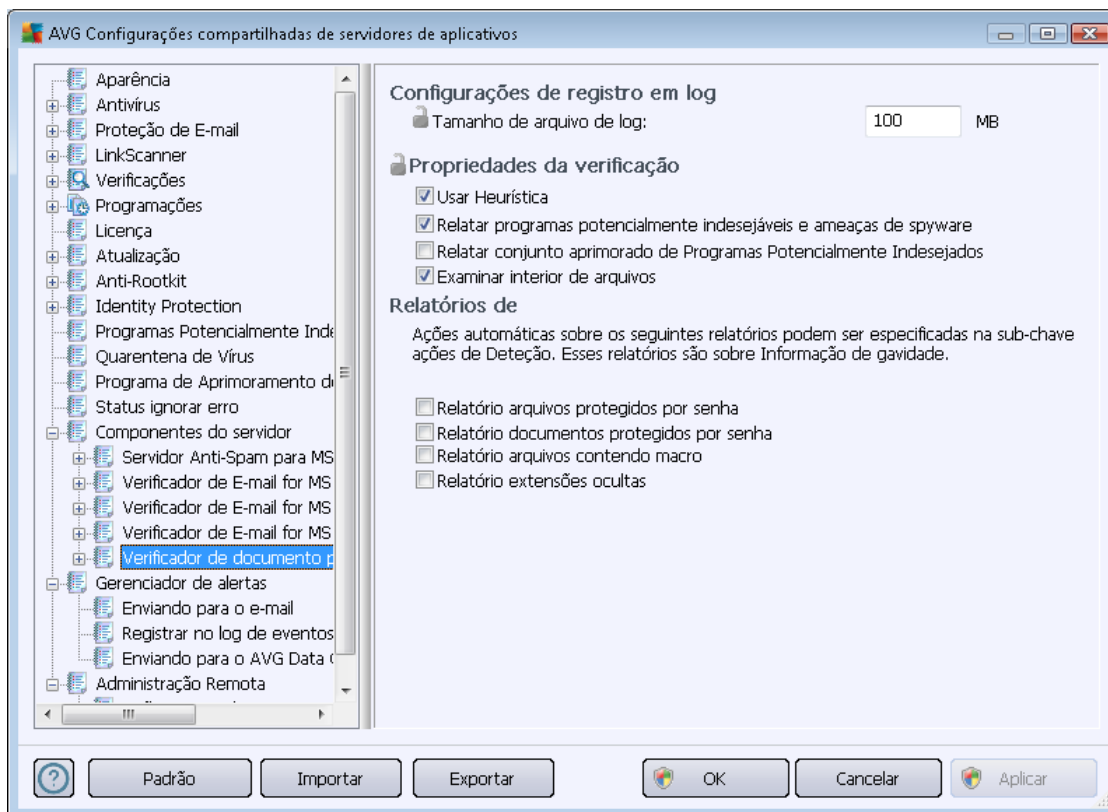 AVG Configurações compartilhadas de servidores de aplicativos
Aparência
Antivírus
Proteção de E-mail
LinkScanner
Verificações
Programações
Licença
Atualização
Anti-Rootkit
Identity Protection
Programas Potencialmente Inde
Quarentena de Vírus
Programa de Aprimoramento d
Status ignorar erro
Componentes do servidor
Servidor Anti-Spam para MS
Verificador de E-mail for MS
Verificador de E-mail for MS
Verificador de E-mail for MS
Verificador de documento p
Gerenciador de alertas
Enviando para o e-mail
Registrar no log de eventos
Enviando para o AVG Data
Administração Remota
Configurações de registro em log
Tamanho de arquivo de log: 100 MB
Propriedades da verificação
Usar Heurística
Relatar programas potencialmente indesejáveis e ameaças de spyware
Relatar conjunto aprimorado de Programas Potencialmente Indesejados
Examinar interior de arquivos
Relatórios de
Ações automáticas sobre os seguintes relatórios podem ser especificadas na sub-chave
ações de Deteção. Esses relatórios são sobre Informação de gavidade.
Relatório arquivos protegidos por senha
Relatório documentos protegidos por senha
Relatório arquivos contendo macro
Relatório extensões ocultas
Padrão
Importar
Exportar
OK
Cancelar
Aplicar